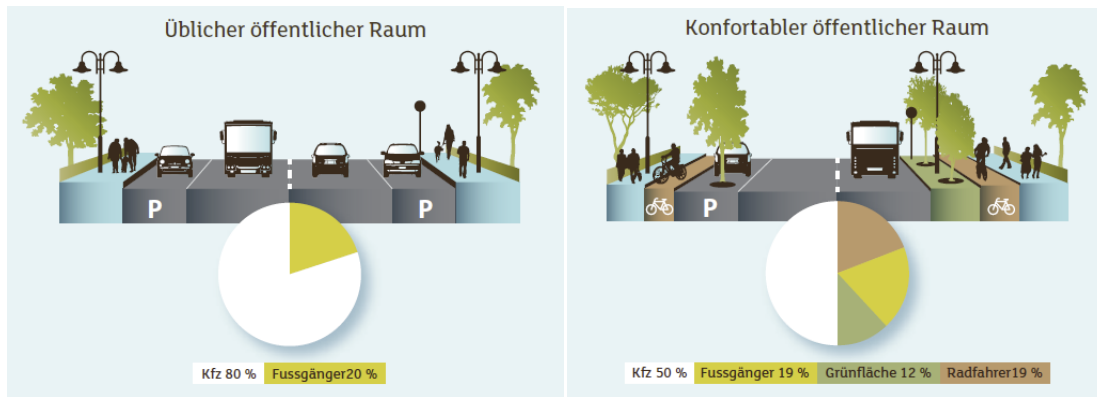 Üblicher öffentlicher Raum
P
P
Kfz 80 %
Fussgänger20 %
Konfortabler öffentlicher Raum
P
Kfz 50 %
Fussgänger 19 %
Grünfläche 12 %
Radfahrer19 %